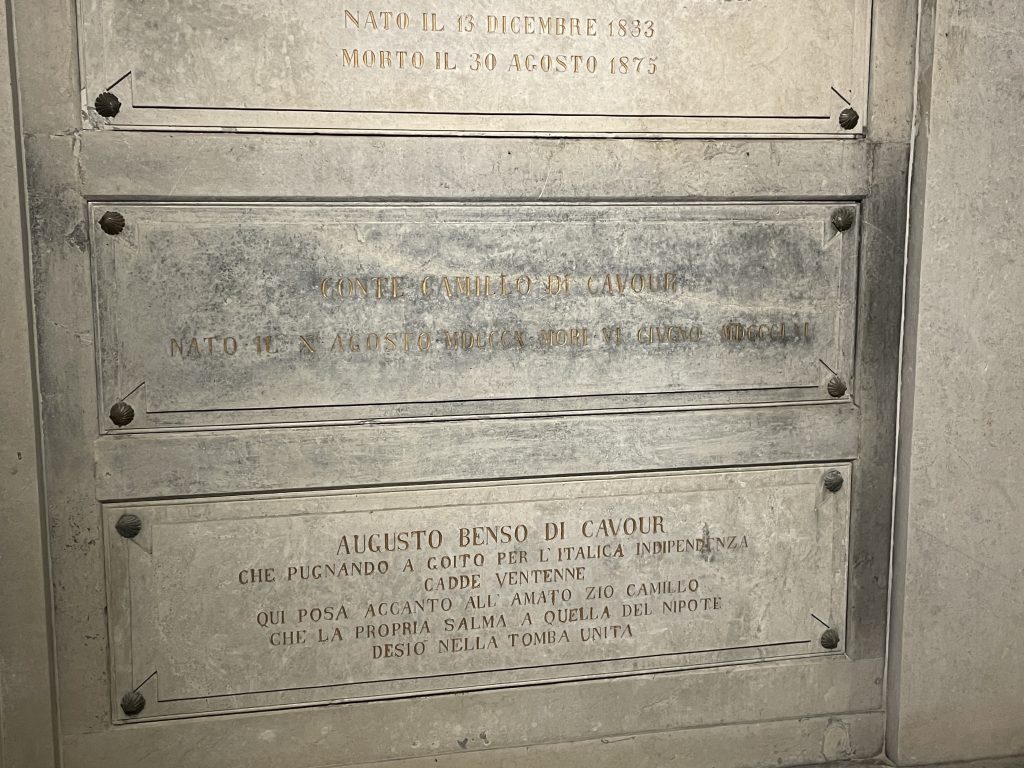 NATO IL 13 DICEMBRE 1833
MORTO IL 30 AGOSTO 1875
CONTE CAMILLO DI CAVOUR
NATO IL X AGOSTO MDCCCX MORI VI GIUGNO MDCCCLXI
AUGUSTO BENSO DI CAVOUR
CHE PUGNANDO A GOITO PER L'ITALICA INDIPENDENZA
CADDE VENTENNE
QUI POSA ACCANTO ALL' AMATO ZIO CAMILLO
CHE LA PROPRIA SALMA A QUELLA DEL NIPOTE
DESIO NELLA TOMBA UNITA